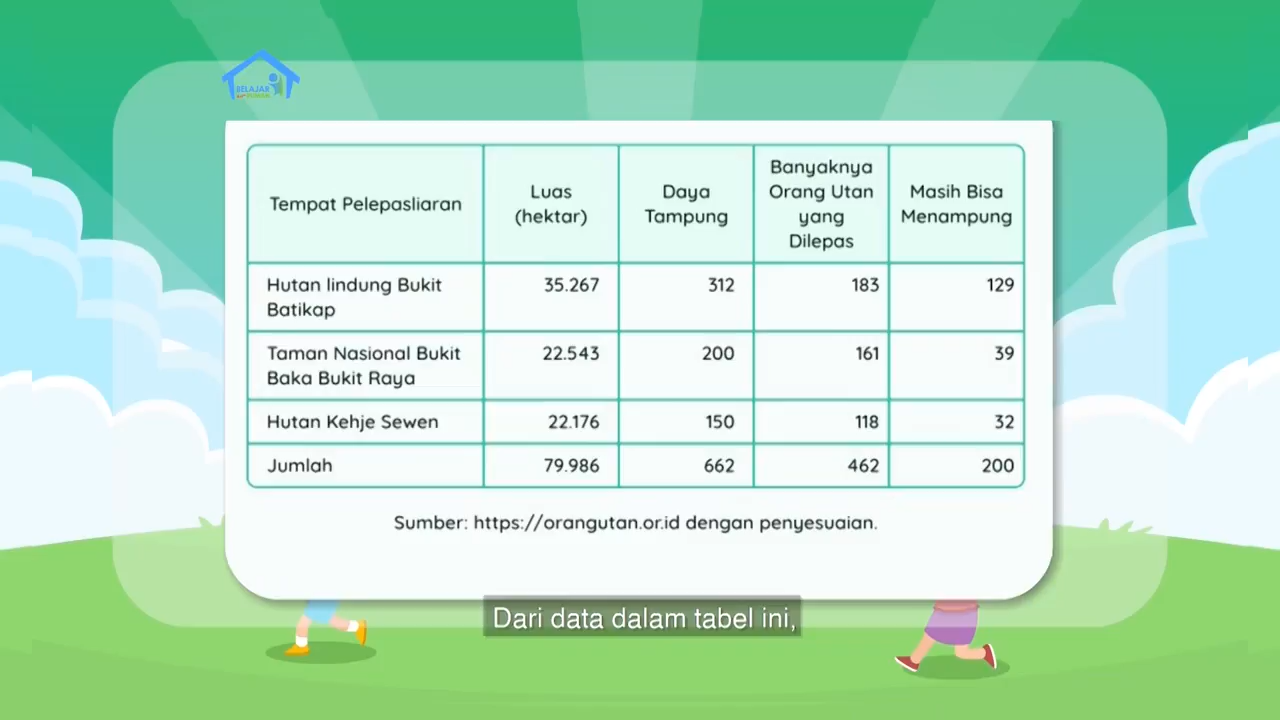 BELAJAR
Tempat Pelepasliaran
Luas
(hektar)
Daya
Tampung
Banyaknya
Orang Utan
yang
Dilepas
Masih Bisa
Menampung
Hutan lindung Bukit
Batikap
35.267
312
183
129
Taman Nasional Bukit
Baka Bukit Raya
22.543
200
161
39
Hutan Kehje Sewen
22.176
150
118
32
Jumlah
79.986
662
462
200
Sumber: https://orangutan.or.id dengan penyesuaian.
Dari data dalam tabel ini,